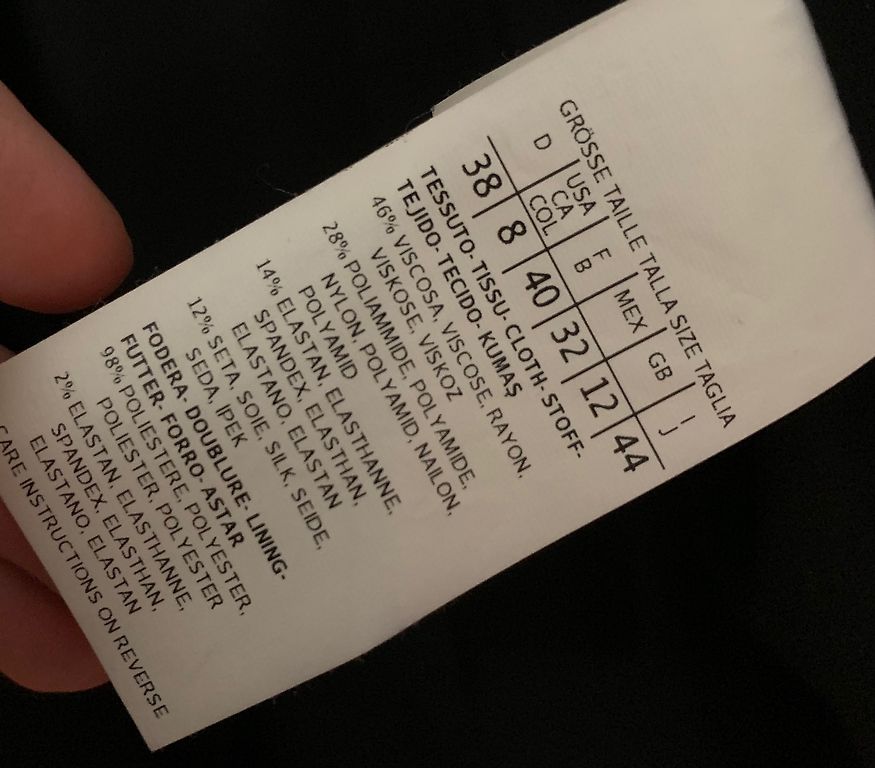 GRÖSSE TAILLE TALLA SIZE TAGLIA
D USA CA COL F B MEX GB I J
38 8 40 32 12 44
TESSUTO- TISSU- CLOTH- STOFF-
TEJIDO- TECIDO- KUMAŞ
46% VISCOSA, VISCOSE, RAYON,
VISKOSE, VISKOZ
28% POLIAMMIDE, POLYAMIDE,
NYLON, POLYAMID, NAILON,
POLYAMID
14% ELASTAN, ELASTHANNE,
SPANDEX, ELASTHAN,
ELASTANO, ELASTAN
12% SETA, SOIE, SILK, SEIDE,
SEDA, IPEK
FODERA- DOUBLURE- LINING-
FUTTER- FORRO- ASTAR
98% POLIESTERE, POLYESTER,
POLIESTER, POLYESTER
2% ELASTAN, ELASTHANNE,
SPANDEX, ELASTHAN,
ELASTANO, ELASTAN
CARE INSTRUCTIONS ON REVERSE